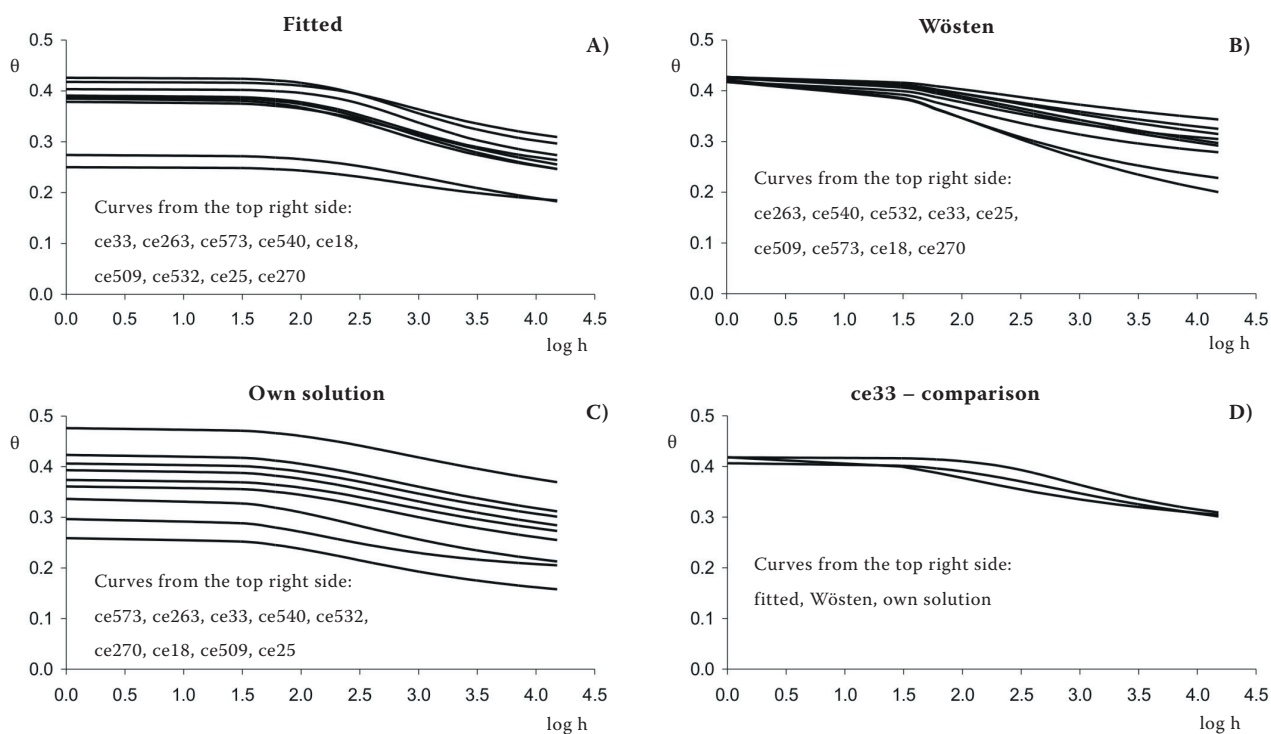 Fitted
A)
θ
0.5
0.4
0.3
0.2
0.1
0.0
Curves from the top right side:
ce33, ce263, ce573, ce540, ce18,
ce509, ce532, ce25, ce270
0.0 0.5 1.0 1.5 2.0 2.5 3.0 3.5 4.0 4.5
log h
Wösten
B)
θ
0.5
0.4
0.3
0.2
0.1
0.0
Curves from the top right side:
ce263, ce540, ce532, ce33, ce25,
ce509, ce573, ce18, ce270
0.0 0.5 1.0 1.5 2.0 2.5 3.0 3.5 4.0 4.5
log h
Own solution
C)
θ
0.5
0.4
0.3
0.2
0.1
0.0
Curves from the top right side:
ce573, ce263, ce33, ce540, ce532,
ce270, ce18, ce509, ce25
0.0 0.5 1.0 1.5 2.0 2.5 3.0 3.5 4.0 4.5
log h
ce33 – comparison
D)
θ
0.5
0.4
0.3
0.2
0.1
0.0
Curves from the top right side:
fitted, Wösten, own solution
0.0 0.5 1.0 1.5 2.0 2.5 3.0 3.5 4.0 4.5
log h